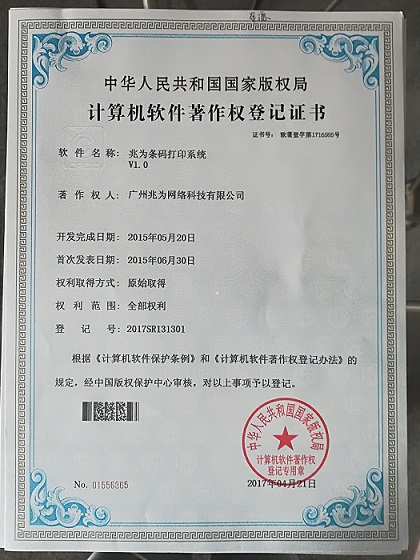 中华人民共和国国家版权局
计算机软件著作权登记证书
证书号： 软著登字第1716585号
软件名称： 兆为条码打印系统
V1.0
著作权人： 广州兆为网络科技有限公司
开发完成日期： 2015年05月20日
首次发表日期： 2015年06月30日
权利取得方式： 原始取得
权利范围： 全部权利
登记号： 2017SR131301
根据《计算机软件保护条例》和《计算机软件著作权登记办法》的
规定，经中国版权保护中心审核，对以上事项予以登记。
中华人民共和国国家版权局
计算机软件著作权
登记专用章
No. 01556365
2017年04月21日